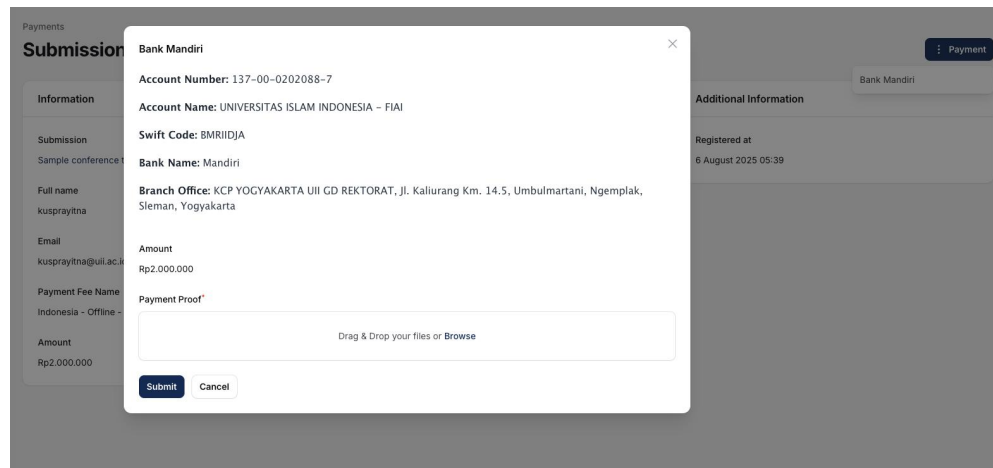 Payments
Submission
Payment
Bank Mandiri
Information
Submission
Sample conference
Full name
kusprayitna
Email
kusprayitna@uii.ac.i
Payment Fee Name
Indonesia - Offline -
Amount
Rp2.000.000
Additional Information
Registered at
6 August 2025 05:39
Bank Mandiri
Account Number: 137-00-0202088-7
Account Name: UNIVERSITAS ISLAM INDONESIA – FIAI
Swift Code: BMRIIDJA
Bank Name: Mandiri
Branch Office: KCP YOGYAKARTA UII GD REKTORAT, Jl. Kaliurang Km. 14.5, Umbulmartani, Ngemplak,
Sleman, Yogyakarta
Amount
Rp2.000.000
Payment Proof*
Drag & Drop your files or Browse
Submit
Cancel